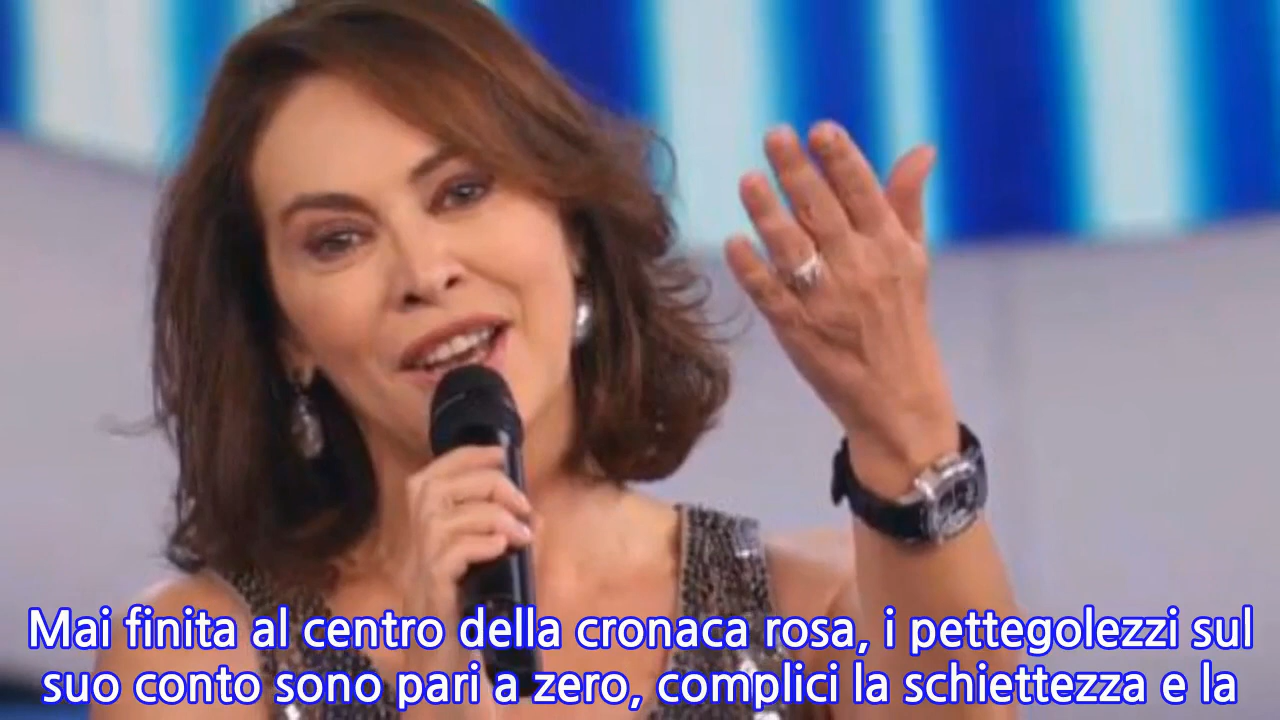 Mai finita al centro della cronaca rosa, i pettegolezzi sul
suo conto sono pari a zero, complici la schiettezza e la